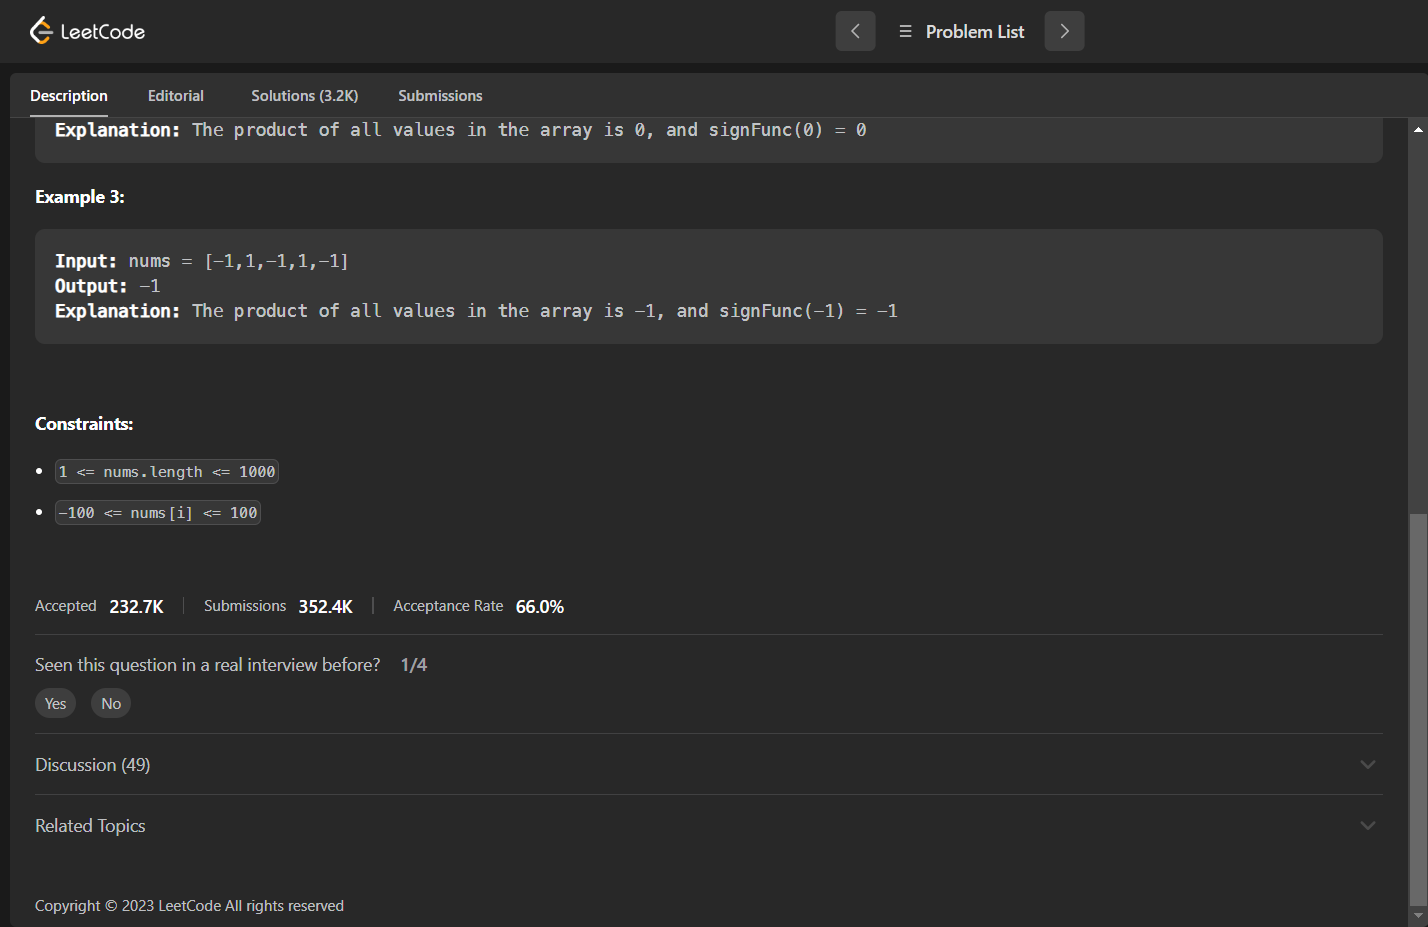 LeetCode
Problem List
Description Editorial Solutions (3.2K) Submissions
Explanation: The product of all values in the array is 0, and signFunc(0) = 0
Example 3:
Input: nums = [-1,1,-1,1,-1]
Output: -1
Explanation: The product of all values in the array is -1, and signFunc(-1) = -1
Constraints:
• 1 <= nums.length <= 1000
• -100 <= nums[i] <= 100
Accepted 232.7K | Submissions 352.4K | Acceptance Rate 66.0%
Seen this question in a real interview before? 1/4
Yes No
Discussion (49)
Related Topics
Copyright © 2023 LeetCode All rights reserved